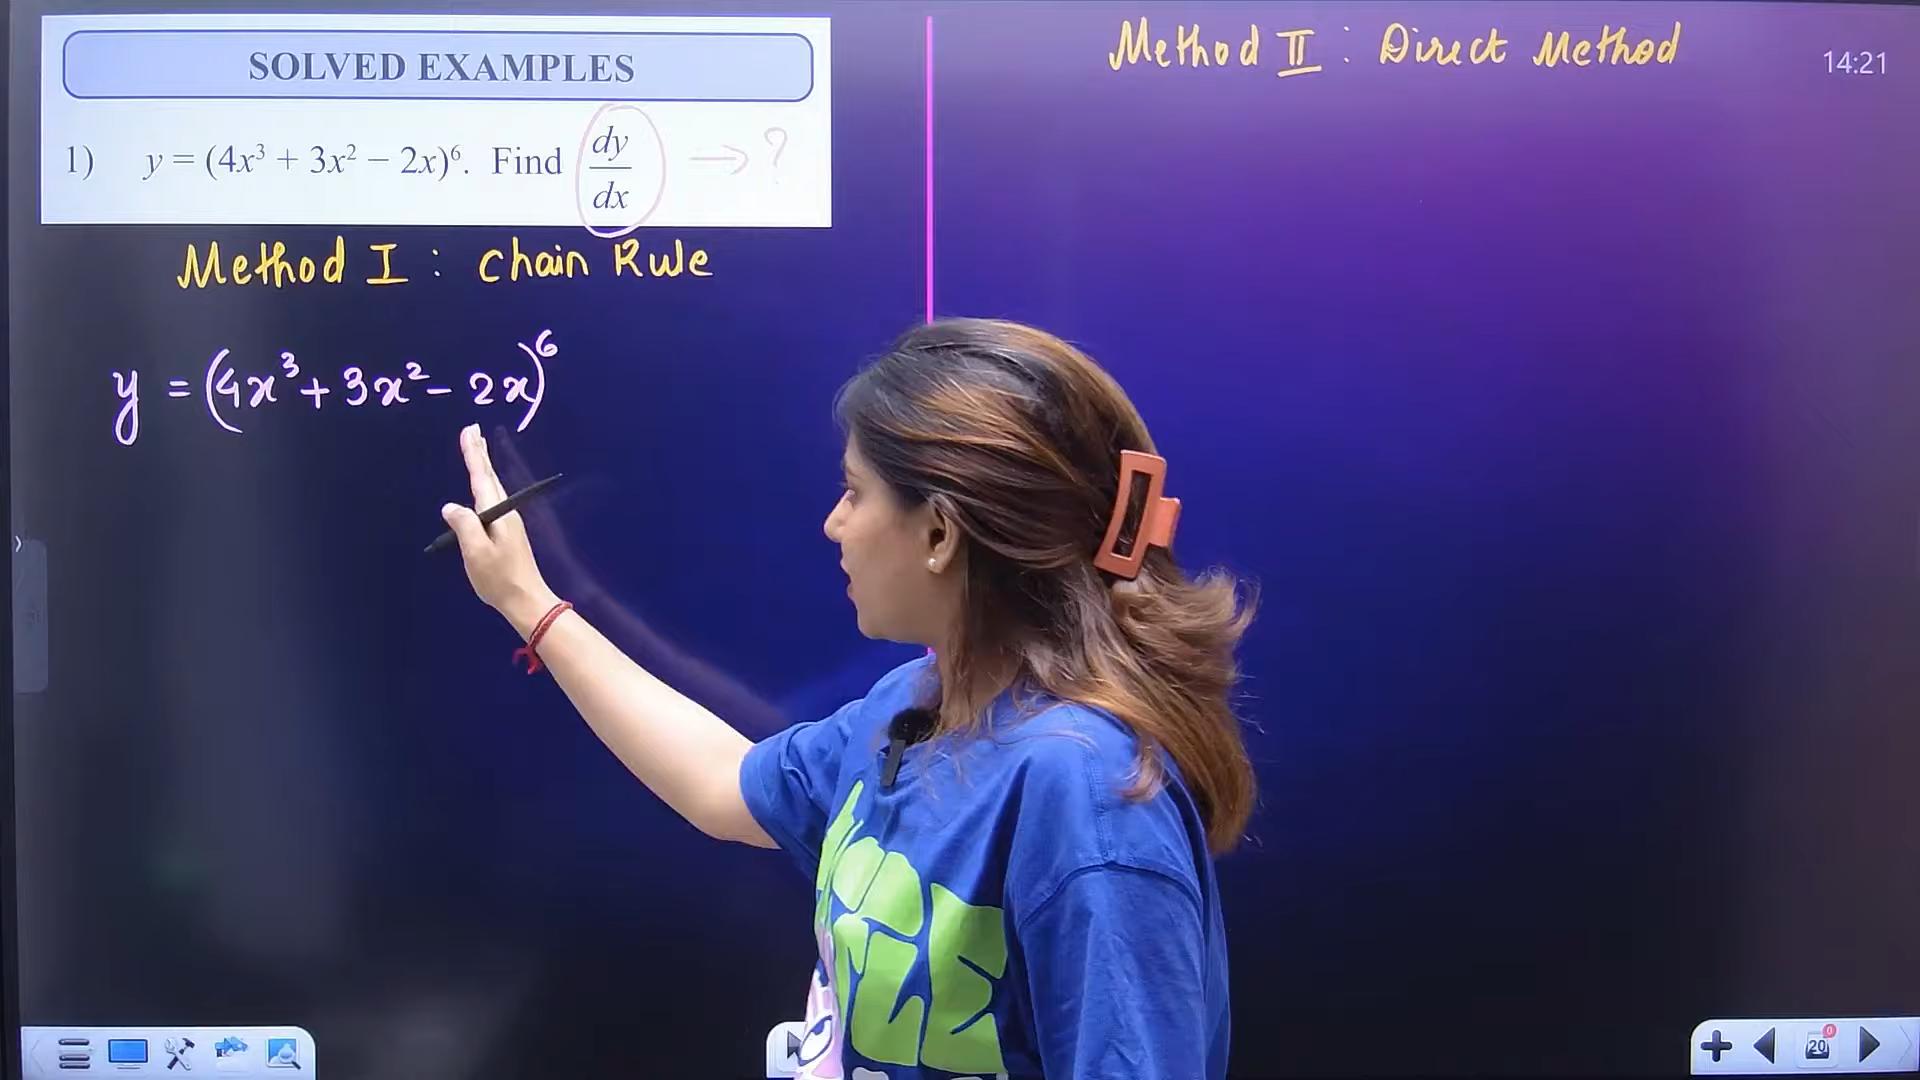 SOLVED EXAMPLES
1) y = (4x³ + 3x² − 2x)⁶. Find dy/dx → ?
Method I : Chain Rule
y = (4x³ + 3x² − 2x)⁶
Method II : Direct Method
14:21
20
0